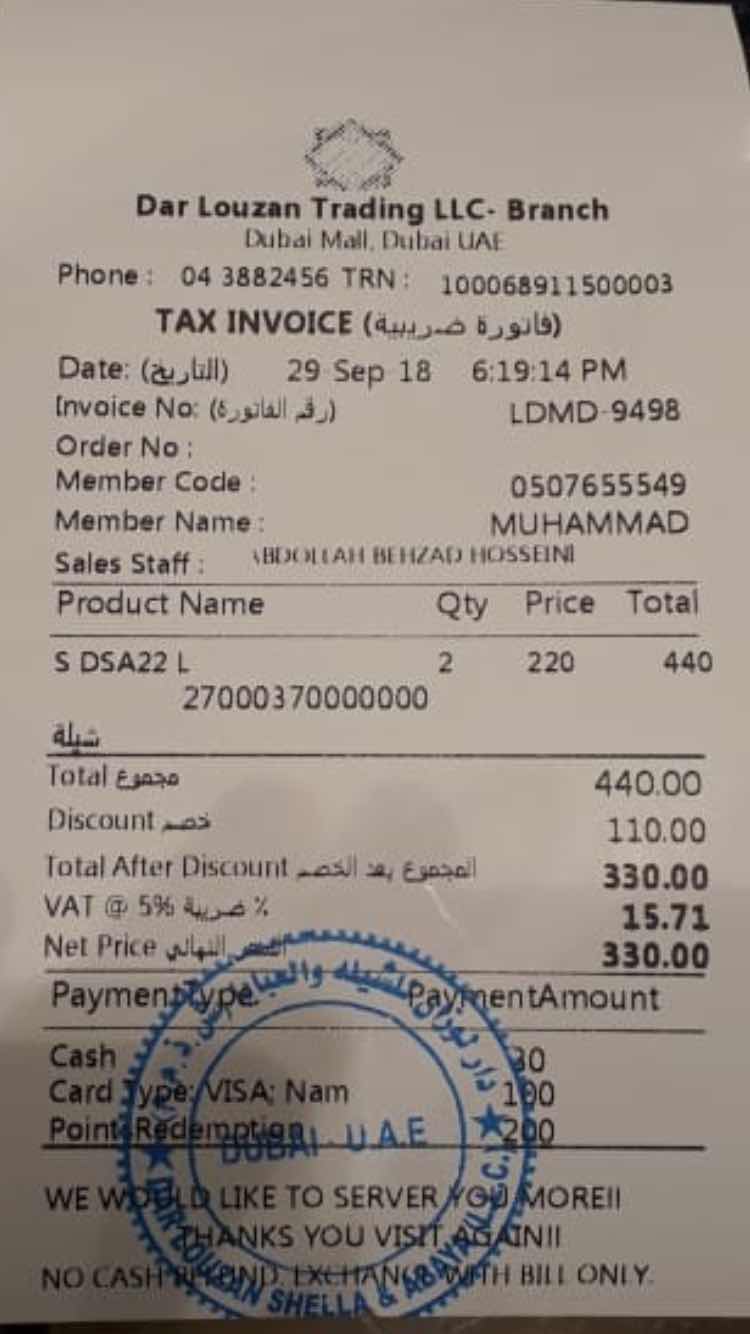 Dar Louzan Trading LLC- Branch
Dubai Mall, Dubai UAE
Phone : 04 3882456 TRN : 100068911500003
TAX INVOICE (فاتورة ضريبية)
Date: (التاريخ) 29 Sep 18 6:19:14 PM
Invoice No: (رقم الفاتورة) LDMD-9498
Order No :
Member Code : 0507655549
Member Name : MUHAMMAD
Sales Staff : ABDOLLAH BEHZAD HOSSEINI
Product Name Qty Price Total
S DSA22 L 2 220 440
27000370000000
شيلة
Total مجموع 440.00
Discount خصم 110.00
Total After Discount المجموع بعد الخصم 330.00
VAT @ 5% ضريبة % 15.71
Net Price السعر النهائي 330.00
PaymentType PaymentAmount
Cash 30
Card Type: VISA; Nam 100
Point Redemption 200
WE WOULD LIKE TO SERVER YOU MORE!!
THANKS YOU VISIT AGAIN!!
NO CASH REFUND. EXCHANGE WITH BILL ONLY.
دار لوزان للشيله والعبايه
DUBAI - U.A.E
DAR LOUZAN SHELLA & ABAYA (L.L.C.)